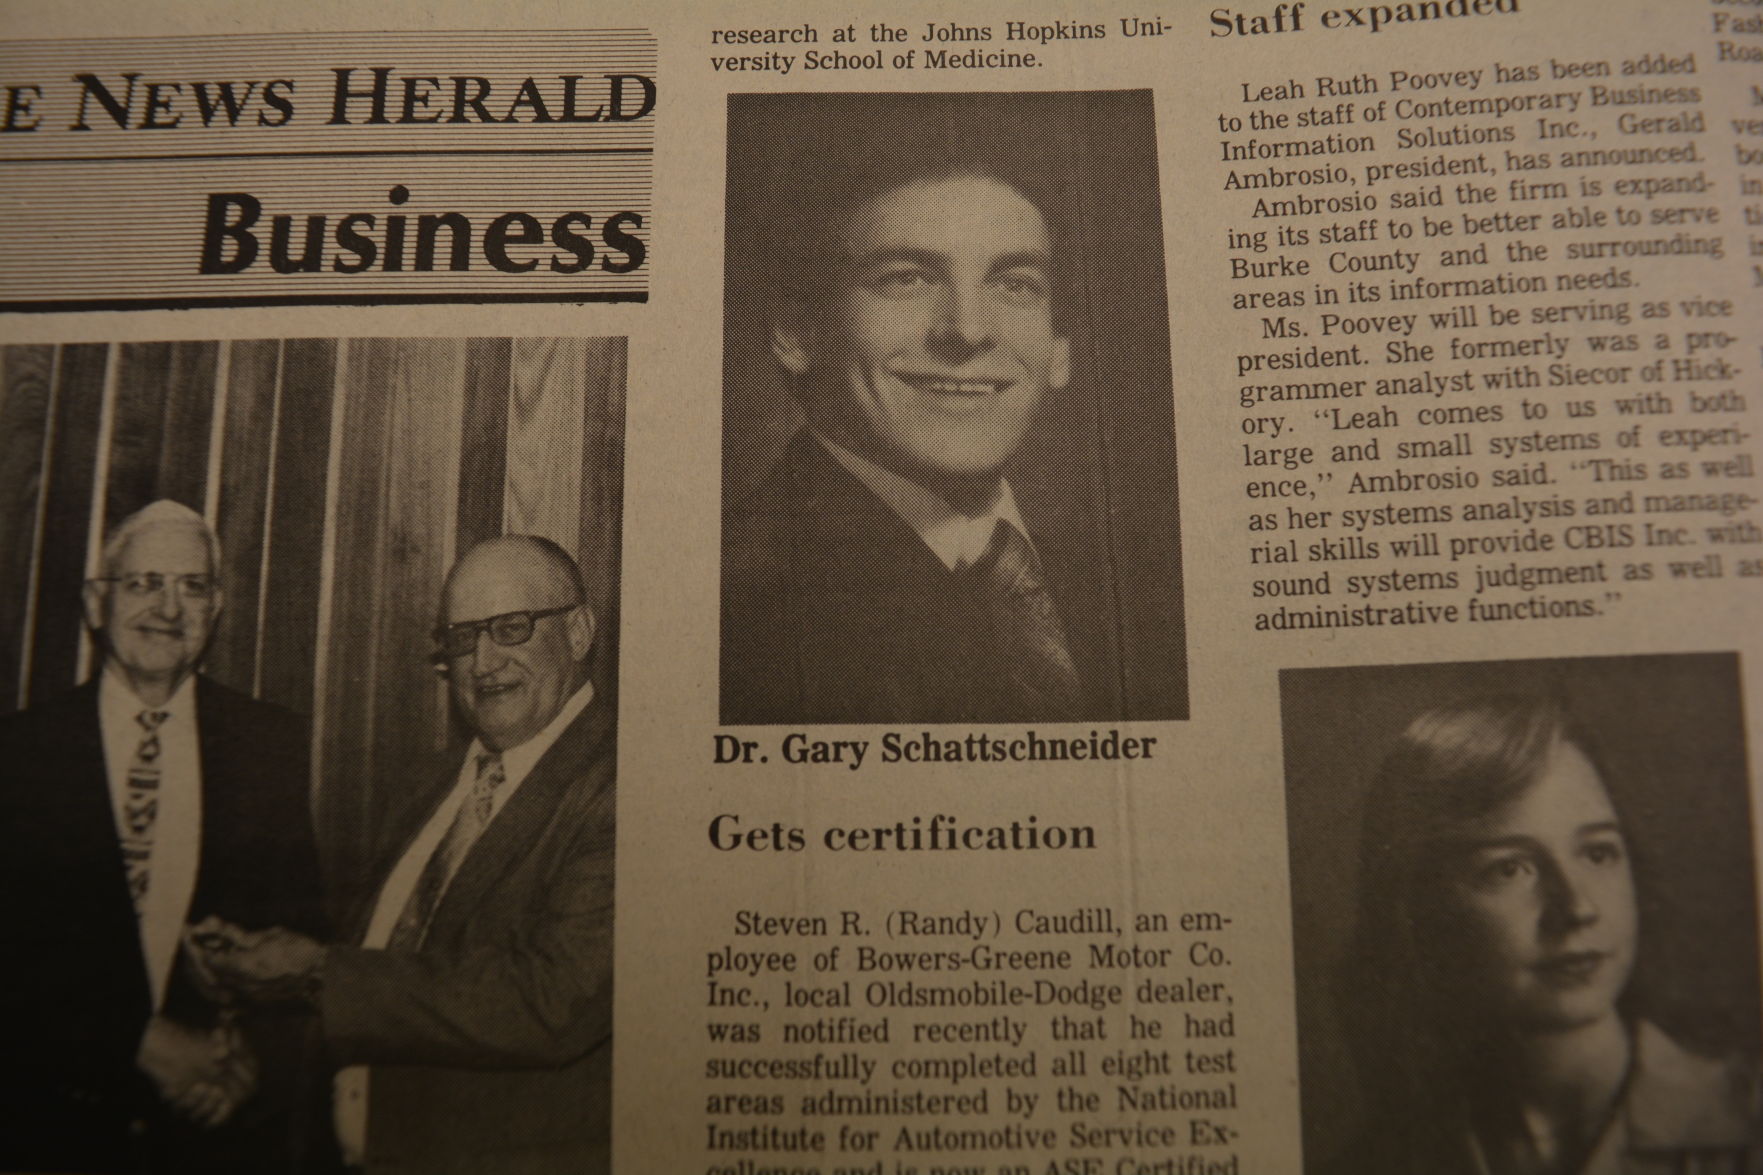 E NEWS HERALD
Business
research at the Johns Hopkins Uni-
versity School of Medicine.
Dr. Gary Schattschneider
Gets certification
Steven R. (Randy) Caudill, an em-
ployee of Bowers-Greene Motor Co.
Inc., local Oldsmobile-Dodge dealer,
was notified recently that he had
successfully completed all eight test
areas administered by the National
Institute for Automotive Service Ex-
cellence and is now an ASE Certified
Staff expanded
Leah Ruth Poovey has been added
to the staff of Contemporary Business
Information Solutions Inc., Gerald
Ambrosio, president, has announced.
Ambrosio said the firm is expand-
ing its staff to be better able to serve
Burke County and the surrounding
areas in its information needs.
Ms. Poovey will be serving as vice
president. She formerly was a pro-
grammer analyst with Siecor of Hick-
ory. “Leah comes to us with both
large and small systems of experi-
ence,” Ambrosio said. “This as well
as her systems analysis and manage-
rial skills will provide CBIS Inc. with
sound systems judgment as well as
administrative functions.”